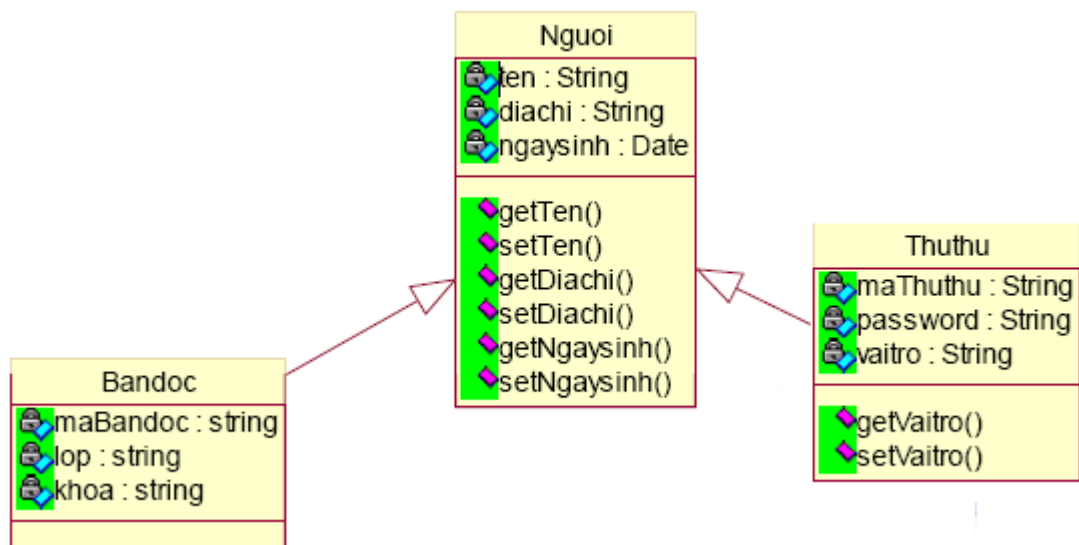 Nguoi
ten : String
diachi : String
ngaysinh : Date
getTen()
setTen()
getDiachi()
setDiachi()
getNgaysinh()
setNgaysinh()
Thuthu
maThuthu : String
password : String
vaitro : String
getVaitro()
setVaitro()
Bandoc
maBandoc : string
lop : string
khoa : string